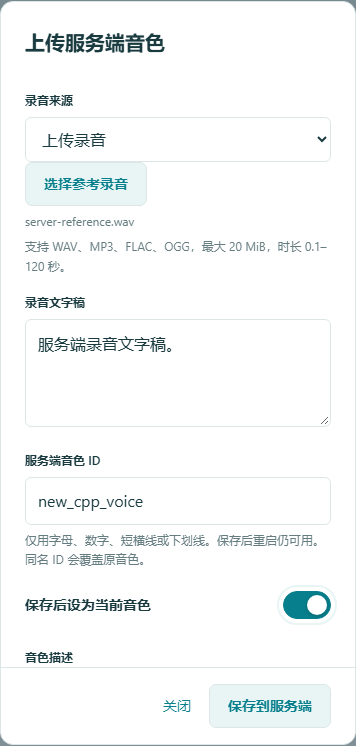 上传服务端音色
录音来源
上传录音
选择参考录音
server-reference.wav
支持 WAV、MP3、FLAC、OGG，最大 20 MiB，时长 0.1–
120 秒。
录音文字稿
服务端录音文字稿。
服务端音色 ID
new_cpp_voice
仅用字母、数字、短横线或下划线。保存后重启仍可用。
同名 ID 会覆盖原音色。
保存后设为当前音色
音色描述
关闭
保存到服务端